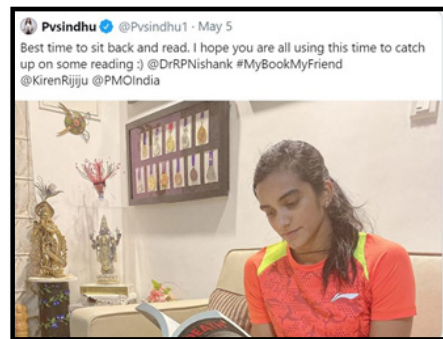 Pvsindhu @Pvsindhu1 · May 5
Best time to sit back and read. I hope you are all using this time to catch
up on some reading :) @DrRPNishank #MyBookMyFriend
@KirenRijiju @PMOIndia
DEATH